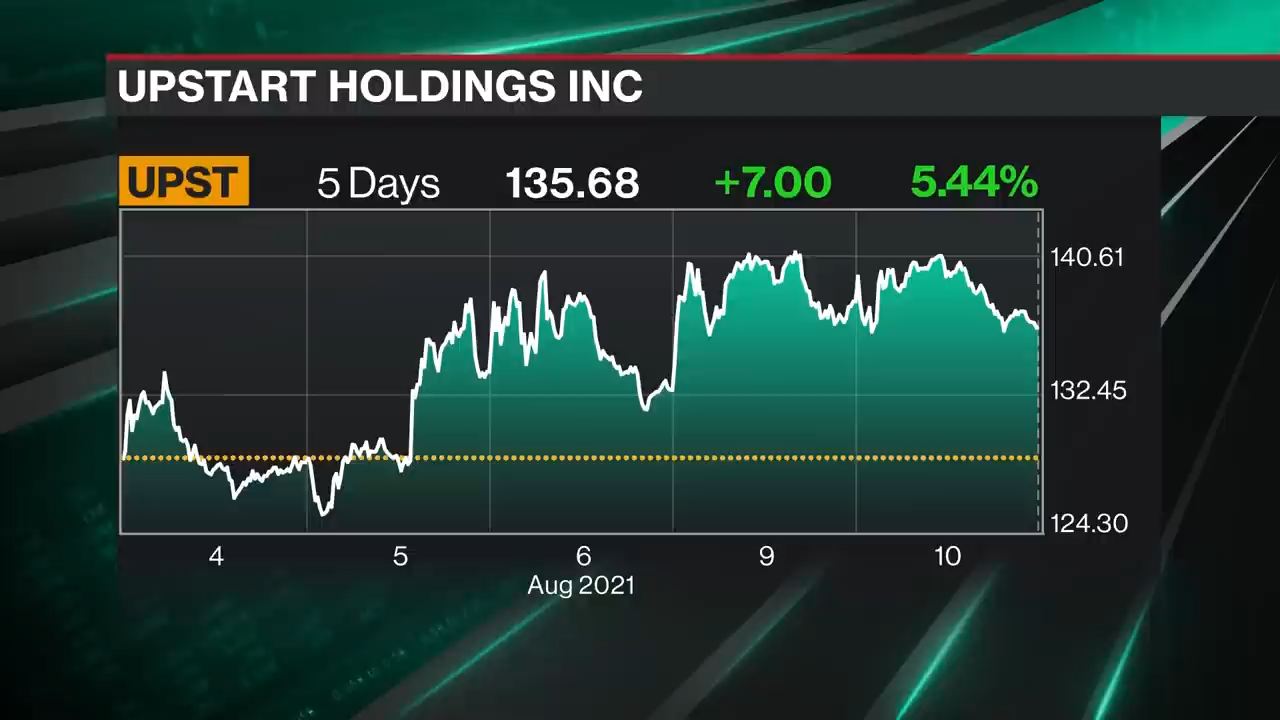 UPSTART HOLDINGS INC
UPST 5 Days 135.68 +7.00 5.44%
140.61
132.45
124.30
4 5 6 9 10
Aug 2021